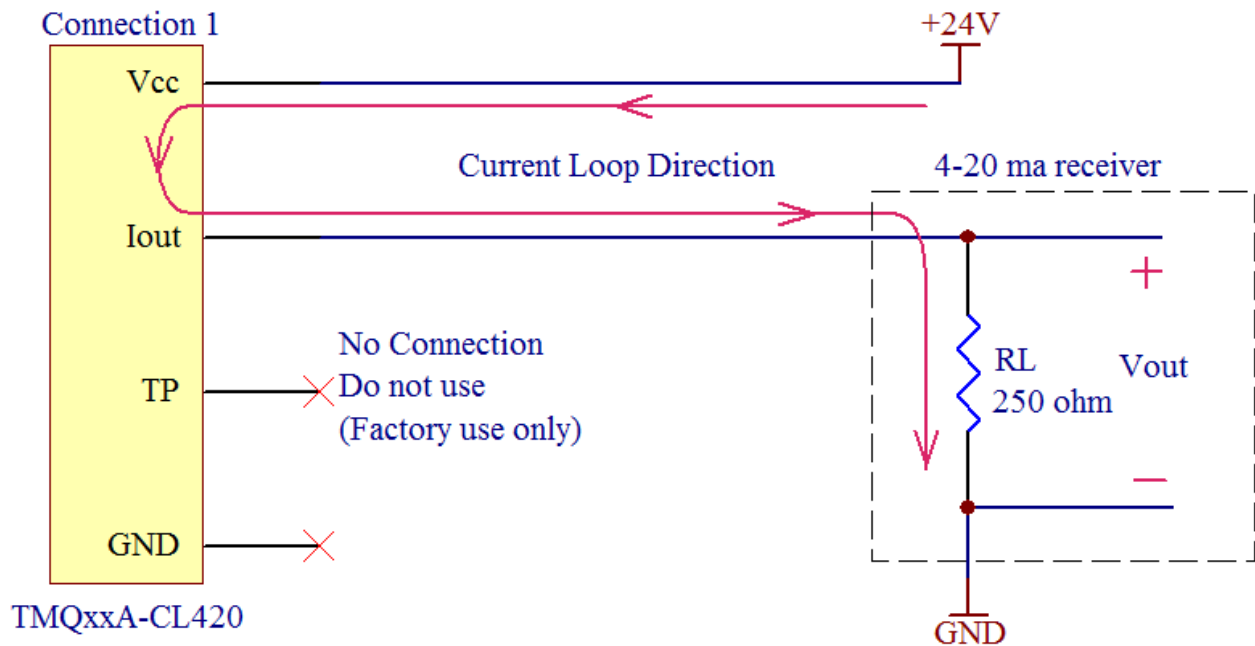 Connection 1
+24V
Vcc
Current Loop Direction
4-20 ma receiver
Iout
+
No Connection
TP
Do not use
(Factory use only)
RL
250 ohm
Vout
−
GND
TMQxxA-CL420
GND